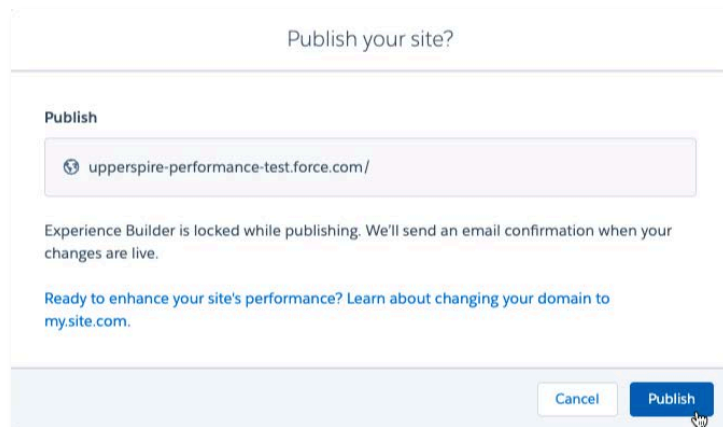 Publish your site?
Publish
upperspire-performance-test.force.com/
Experience Builder is locked while publishing. We'll send an email confirmation when your
changes are live.
Ready to enhance your site's performance? Learn about changing your domain to
my.site.com.
Cancel
Publish